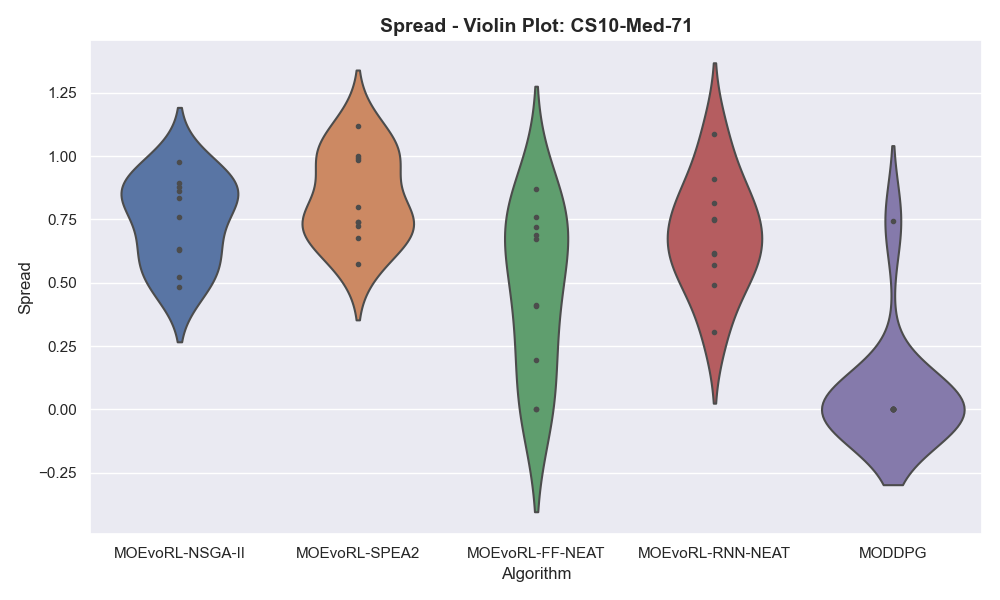 Spread - Violin Plot: CS10-Med-71
1.25
1.00
0.75
0.50
0.25
0.00
−0.25
Spread
MOEvoRL-NSGA-II
MOEvoRL-SPEA2
MOEvoRL-FF-NEAT
MOEvoRL-RNN-NEAT
MODDPG
Algorithm